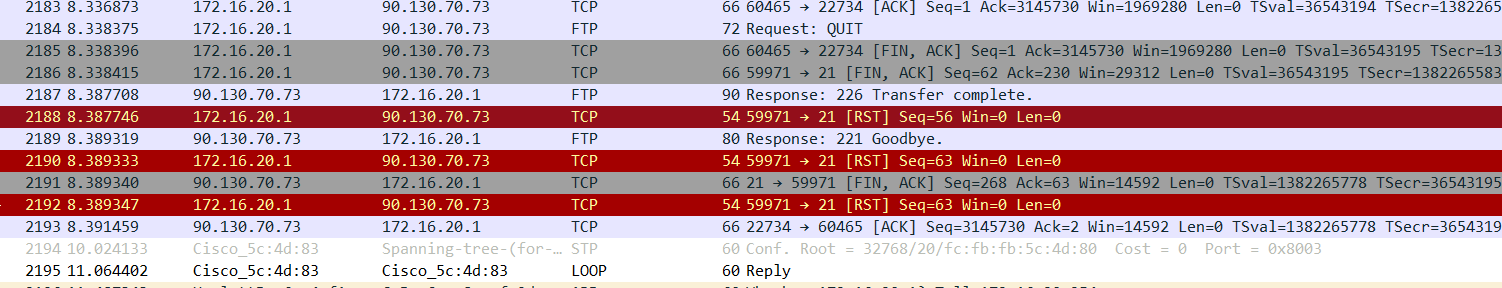 2183 8.336873 172.16.20.1 90.130.70.73 TCP 66 60465 → 22734 [ACK] Seq=1 Ack=3145730 Win=1969280 Len=0 TSval=36543194 TSecr=1382265
2184 8.338375 172.16.20.1 90.130.70.73 FTP 72 Request: QUIT
2185 8.338396 172.16.20.1 90.130.70.73 TCP 66 60465 → 22734 [FIN, ACK] Seq=1 Ack=3145730 Win=1969280 Len=0 TSval=36543195 TSecr=13
2186 8.338415 172.16.20.1 90.130.70.73 TCP 66 59971 → 21 [FIN, ACK] Seq=62 Ack=230 Win=29312 Len=0 TSval=36543195 TSecr=1382265583
2187 8.387708 90.130.70.73 172.16.20.1 FTP 90 Response: 226 Transfer complete.
2188 8.387746 172.16.20.1 90.130.70.73 TCP 54 59971 → 21 [RST] Seq=56 Win=0 Len=0
2189 8.389319 90.130.70.73 172.16.20.1 FTP 80 Response: 221 Goodbye.
2190 8.389333 172.16.20.1 90.130.70.73 TCP 54 59971 → 21 [RST] Seq=63 Win=0 Len=0
2191 8.389340 90.130.70.73 172.16.20.1 TCP 66 21 → 59971 [FIN, ACK] Seq=268 Ack=63 Win=14592 Len=0 TSval=1382265778 TSecr=36543195
2192 8.389347 172.16.20.1 90.130.70.73 TCP 54 59971 → 21 [RST] Seq=63 Win=0 Len=0
2193 8.391459 90.130.70.73 172.16.20.1 TCP 66 22734 → 60465 [ACK] Seq=3145730 Ack=2 Win=14592 Len=0 TSval=1382265778 TSecr=3654319
2194 10.024133 Cisco_5c:4d:83 Spanning-tree-(for-… STP 60 Conf. Root = 32768/20/fc:fb:fb:5c:4d:80 Cost = 0 Port = 0x8003
2195 11.064402 Cisco_5c:4d:83 Cisco_5c:4d:83 LOOP 60 Reply